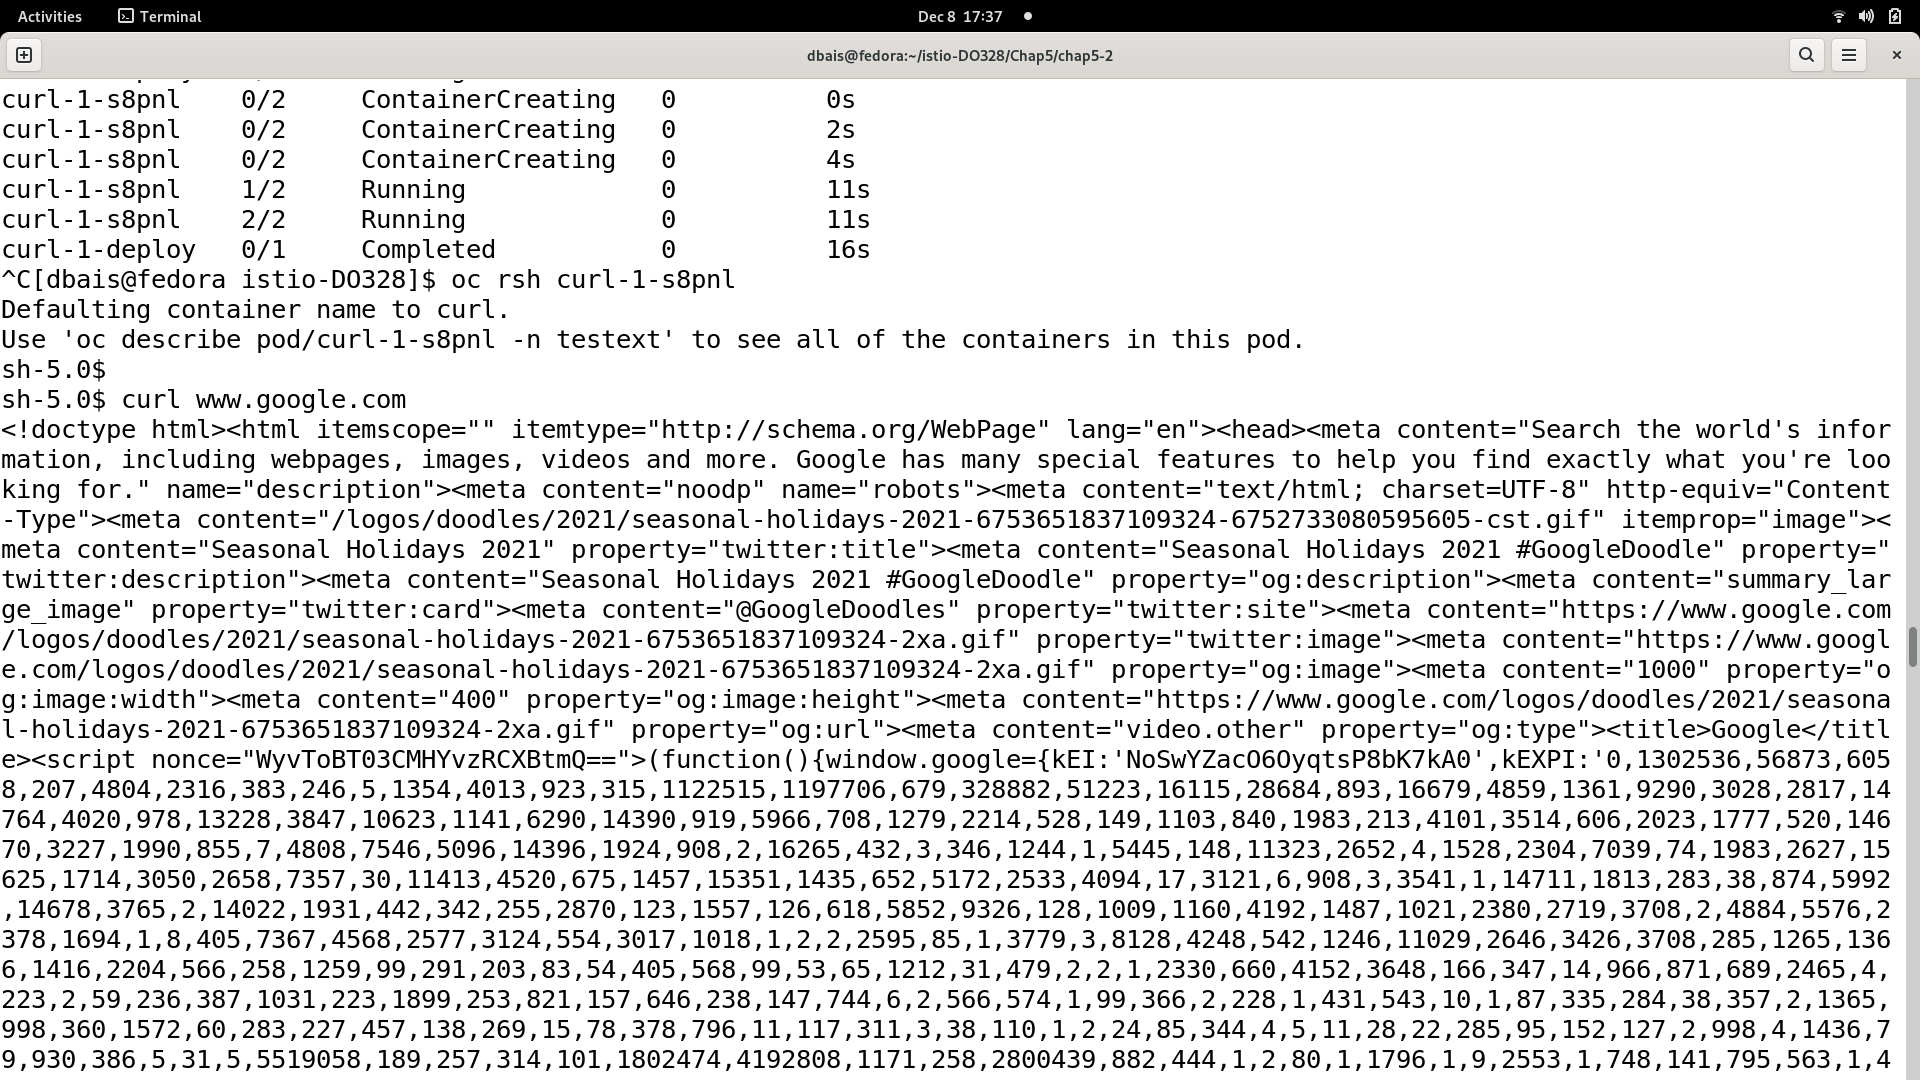 Activities
Terminal
Dec 8 17:37
dbais@fedora:~/istio-DO328/Chap5/chap5-2
curl-1-s8pnl 0/2 ContainerCreating 0 0s
curl-1-s8pnl 0/2 ContainerCreating 0 2s
curl-1-s8pnl 0/2 ContainerCreating 0 4s
curl-1-s8pnl 1/2 Running 0 11s
curl-1-s8pnl 2/2 Running 0 11s
curl-1-deploy 0/1 Completed 0 16s
^C[dbais@fedora istio-DO328]$ oc rsh curl-1-s8pnl
Defaulting container name to curl.
Use 'oc describe pod/curl-1-s8pnl -n testext' to see all of the containers in this pod.
sh-5.0$
sh-5.0$ curl www.google.com
<!doctype html><html itemscope="" itemtype="http://schema.org/WebPage" lang="en"><head><meta content="Search the world's infor
mation, including webpages, images, videos and more. Google has many special features to help you find exactly what you're loo
king for." name="description"><meta content="noodp" name="robots"><meta content="text/html; charset=UTF-8" http-equiv="Content
-Type"><meta content="/logos/doodles/2021/seasonal-holidays-2021-6753651837109324-6752733080595605-cst.gif" itemprop="image"><
meta content="Seasonal Holidays 2021" property="twitter:title"><meta content="Seasonal Holidays 2021 #GoogleDoodle" property="
twitter:description"><meta content="Seasonal Holidays 2021 #GoogleDoodle" property="og:description"><meta content="summary_lar
ge_image" property="twitter:card"><meta content="@GoogleDoodles" property="twitter:site"><meta content="https://www.google.com
/logos/doodles/2021/seasonal-holidays-2021-6753651837109324-2xa.gif" property="twitter:image"><meta content="https://www.googl
e.com/logos/doodles/2021/seasonal-holidays-2021-6753651837109324-2xa.gif" property="og:image"><meta content="1000" property="o
g:image:width"><meta content="400" property="og:image:height"><meta content="https://www.google.com/logos/doodles/2021/seasona
l-holidays-2021-6753651837109324-2xa.gif" property="og:url"><meta content="video.other" property="og:type"><title>Google</titl
e><script nonce="WyvToBT03CMHYvzRCXBtmQ==">(function(){window.google={kEI:'NoSwYZacO6OyqtsP8bK7kA0',kEXPI:'0,1302536,56873,605
8,207,4804,2316,383,246,5,1354,4013,923,315,1122515,1197706,679,328882,51223,16115,28684,893,16679,4859,1361,9290,3028,2817,14
764,4020,978,13228,3847,10623,1141,6290,14390,919,5966,708,1279,2214,528,149,1103,840,1983,213,4101,3514,606,2023,1777,520,146
70,3227,1990,855,7,4808,7546,5096,14396,1924,908,2,16265,432,3,346,1244,1,5445,148,11323,2652,4,1528,2304,7039,74,1983,2627,15
625,1714,3050,2658,7357,30,11413,4520,675,1457,15351,1435,652,5172,2533,4094,17,3121,6,908,3,3541,1,14711,1813,283,38,874,5992
,14678,3765,2,14022,1931,442,342,255,2870,123,1557,126,618,5852,9326,128,1009,1160,4192,1487,1021,2380,2719,3708,2,4884,5576,2
378,1694,1,8,405,7367,4568,2577,3124,554,3017,1018,1,2,2,2595,85,1,3779,3,8128,4248,542,1246,11029,2646,3426,3708,285,1265,136
6,1416,2204,566,258,1259,99,291,203,83,54,405,568,99,53,65,1212,31,479,2,2,1,2330,660,4152,3648,166,347,14,966,871,689,2465,4,
223,2,59,236,387,1031,223,1899,253,821,157,646,238,147,744,6,2,566,574,1,99,366,2,228,1,431,543,10,1,87,335,284,38,357,2,1365,
998,360,1572,60,283,227,457,138,269,15,78,378,796,11,117,311,3,38,110,1,2,24,85,344,4,5,11,28,22,285,95,152,127,2,998,4,1436,7
9,930,386,5,31,5,5519058,189,257,314,101,1802474,4192808,1171,258,2800439,882,444,1,2,80,1,1796,1,9,2553,1,748,141,795,563,1,4